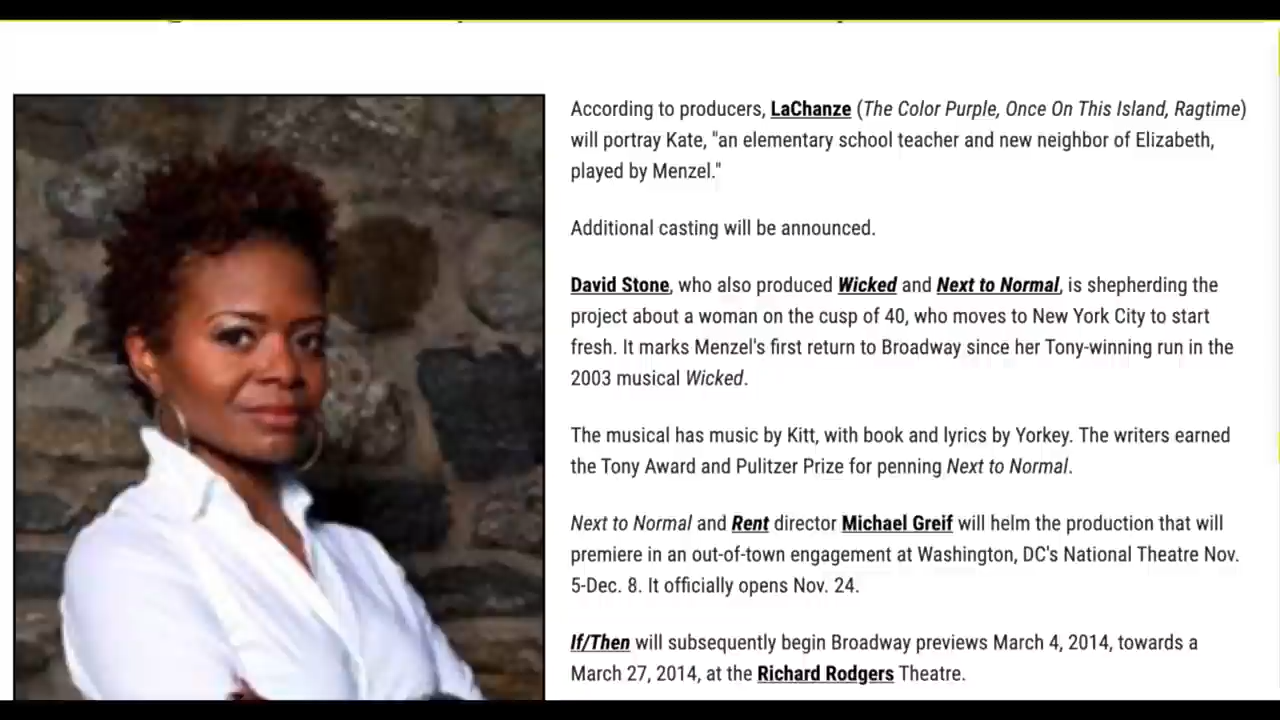 According to producers, LaChanze (The Color Purple, Once On This Island, Ragtime)
will portray Kate, "an elementary school teacher and new neighbor of Elizabeth,
played by Menzel."
Additional casting will be announced.
David Stone, who also produced Wicked and Next to Normal, is shepherding the
project about a woman on the cusp of 40, who moves to New York City to start
fresh. It marks Menzel's first return to Broadway since her Tony-winning run in the
2003 musical Wicked.
The musical has music by Kitt, with book and lyrics by Yorkey. The writers earned
the Tony Award and Pulitzer Prize for penning Next to Normal.
Next to Normal and Rent director Michael Greif will helm the production that will
premiere in an out-of-town engagement at Washington, DC's National Theatre Nov.
5-Dec. 8. It officially opens Nov. 24.
If/Then will subsequently begin Broadway previews March 4, 2014, towards a
March 27, 2014, at the Richard Rodgers Theatre.